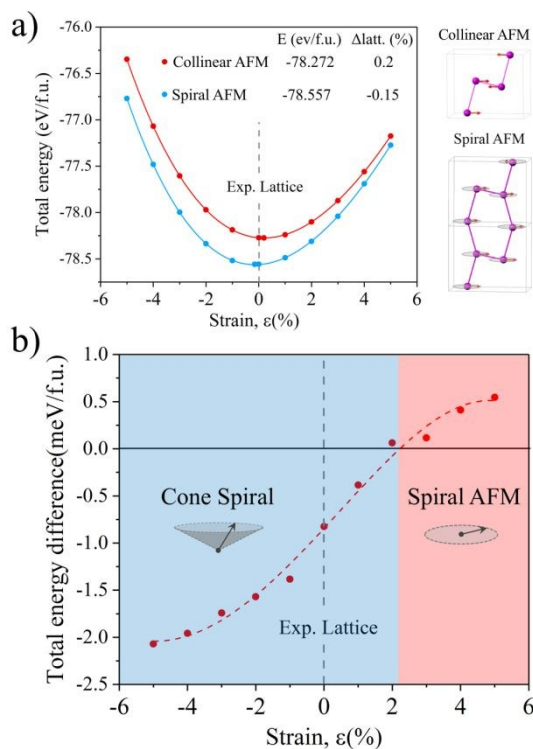 a)
E (ev/f.u.) Δlatt. (%)
Collinear AFM -78.272 0.2
Spiral AFM -78.557 -0.15
Exp. Lattice
Total energy (eV/f.u.)
-76.0
-76.5
-77.0
-77.5
-78.0
-78.5
-6 -4 -2 0 2 4 6
Strain, ε(%)
Collinear AFM
Spiral AFM
b)
Total energy difference(meV/f.u.)
1.0
0.5
0.0
-0.5
-1.0
-1.5
-2.0
-2.5
Cone Spiral
Spiral AFM
Exp. Lattice
-6 -4 -2 0 2 4 6
Strain, ε(%)